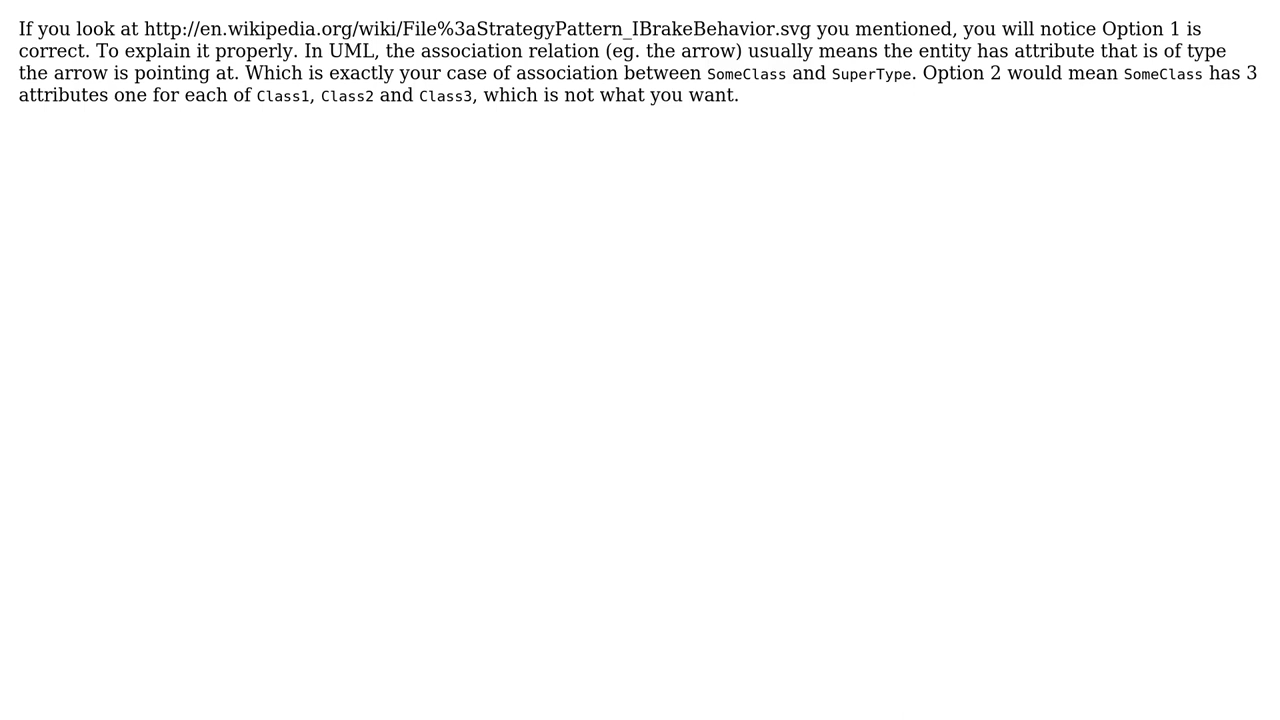 If you look at http://en.wikipedia.org/wiki/File%3aStrategyPattern_IBrakeBehavior.svg you mentioned, you will notice Option 1 is
correct. To explain it properly. In UML, the association relation (eg. the arrow) usually means the entity has attribute that is of type
the arrow is pointing at. Which is exactly your case of association between SomeClass and SuperType. Option 2 would mean SomeClass has 3
attributes one for each of Class1, Class2 and Class3, which is not what you want.